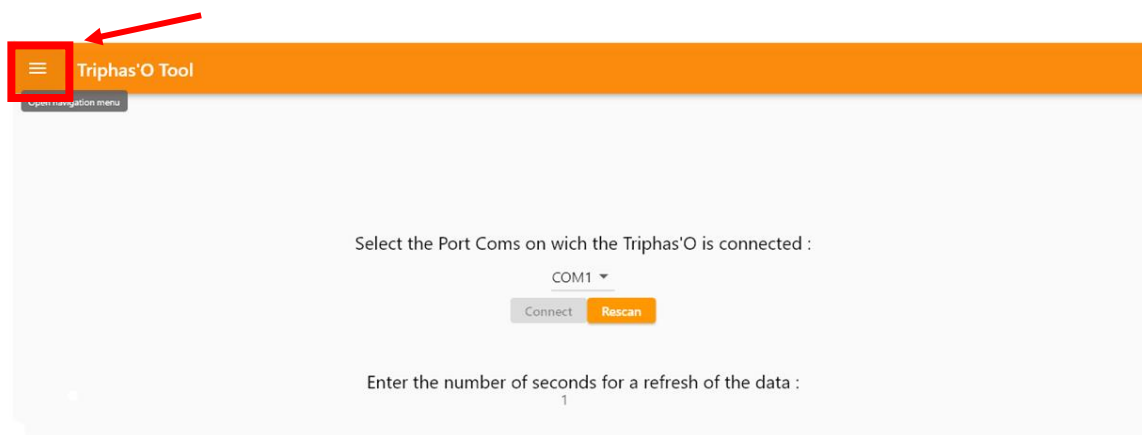 Triphas'O Tool
Open navigation menu
Select the Port Coms on wich the Triphas'O is connected :
COM1
Connect Rescan
Enter the number of seconds for a refresh of the data :
1